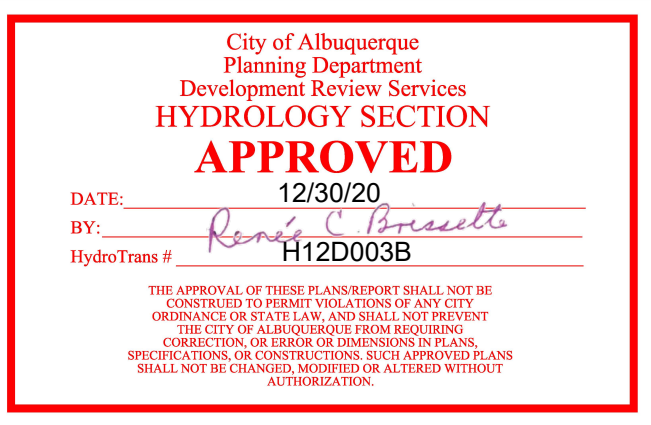 City of Albuquerque
Planning Department
Development Review Services
HYDROLOGY SECTION
APPROVED
DATE: 12/30/20
BY: Renée C. Brissette
HydroTrans # H12D003B
THE APPROVAL OF THESE PLANS/REPORT SHALL NOT BE
CONSTRUED TO PERMIT VIOLATIONS OF ANY CITY
ORDINANCE OR STATE LAW, AND SHALL NOT PREVENT
THE CITY OF ALBUQUERQUE FROM REQUIRING
CORRECTION, OR ERROR OR DIMENSIONS IN PLANS,
SPECIFICATIONS, OR CONSTRUCTIONS. SUCH APPROVED PLANS
SHALL NOT BE CHANGED, MODIFIED OR ALTERED WITHOUT
AUTHORIZATION.